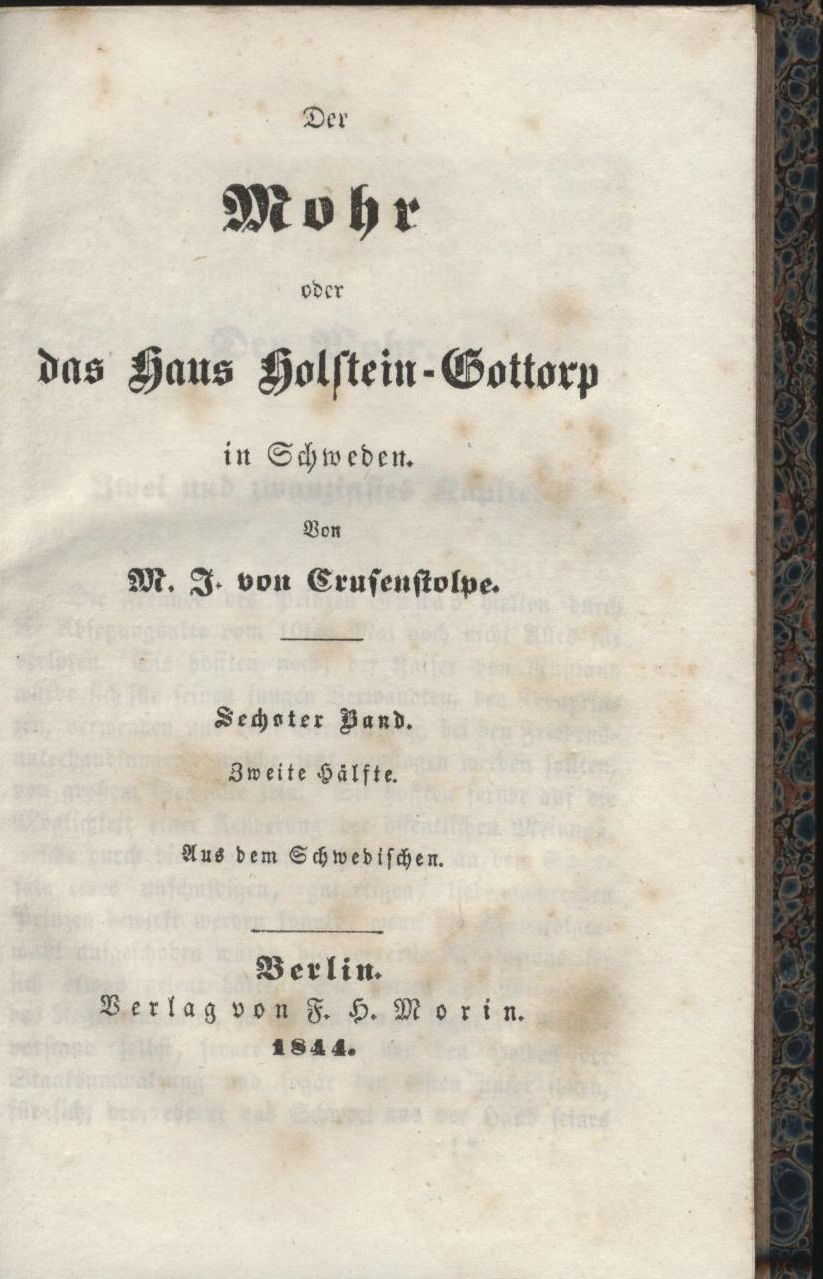 Der
Mohr
oder
das Haus Holstein-Gottorp
in Schweden.
Von
M. J. von Crusenstolpe.
Sechster Band.
Zweite Hälfte.
Aus dem Schwedischen.
Berlin.
Verlag von F. H. Morin.
1844.